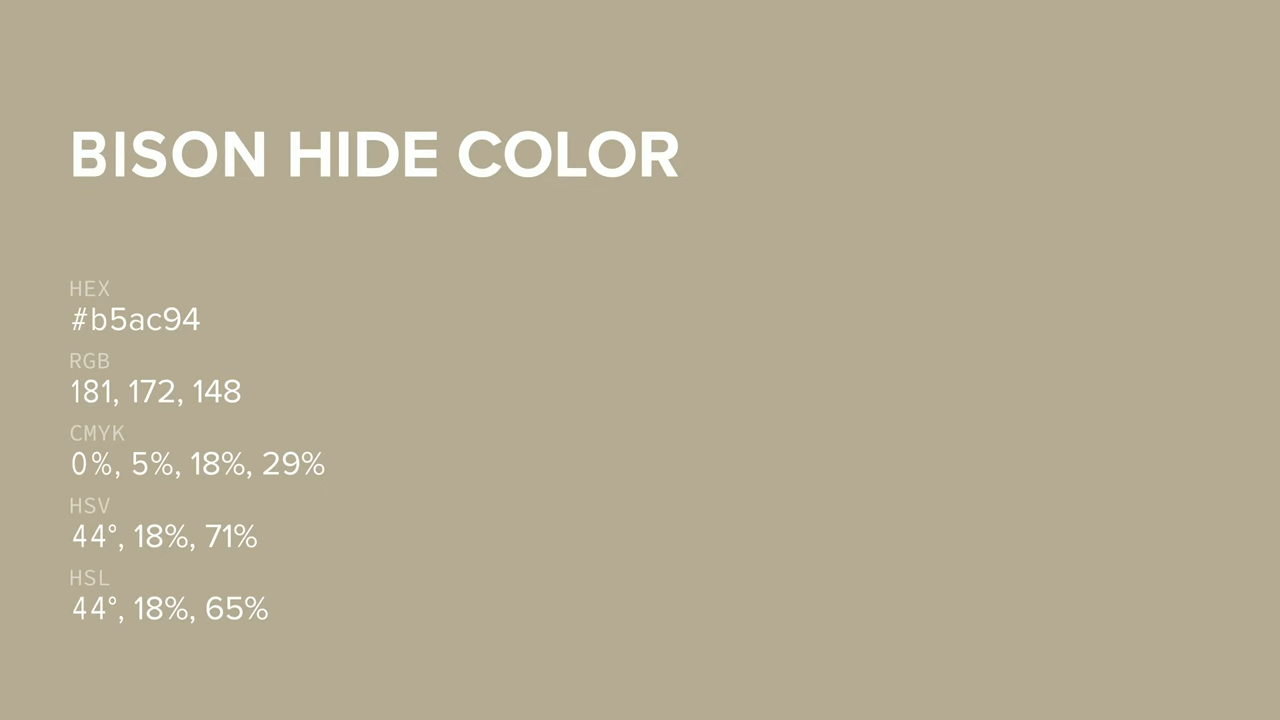 BISON HIDE COLOR
HEX
#b5ac94
RGB
181, 172, 148
CMYK
0%, 5%, 18%, 29%
HSV
44°, 18%, 71%
HSL
44°, 18%, 65%